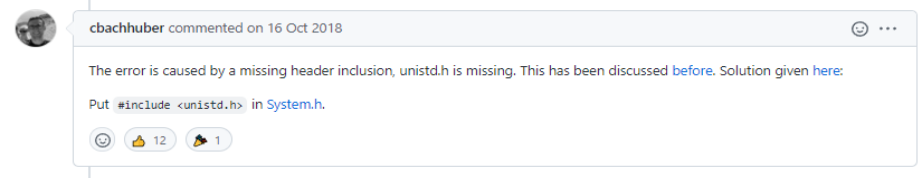 cbachhuber commented on 16 Oct 2018
The error is caused by a missing header inclusion, unistd.h is missing. This has been discussed before. Solution given here:
Put #include <unistd.h> in System.h.
12 1